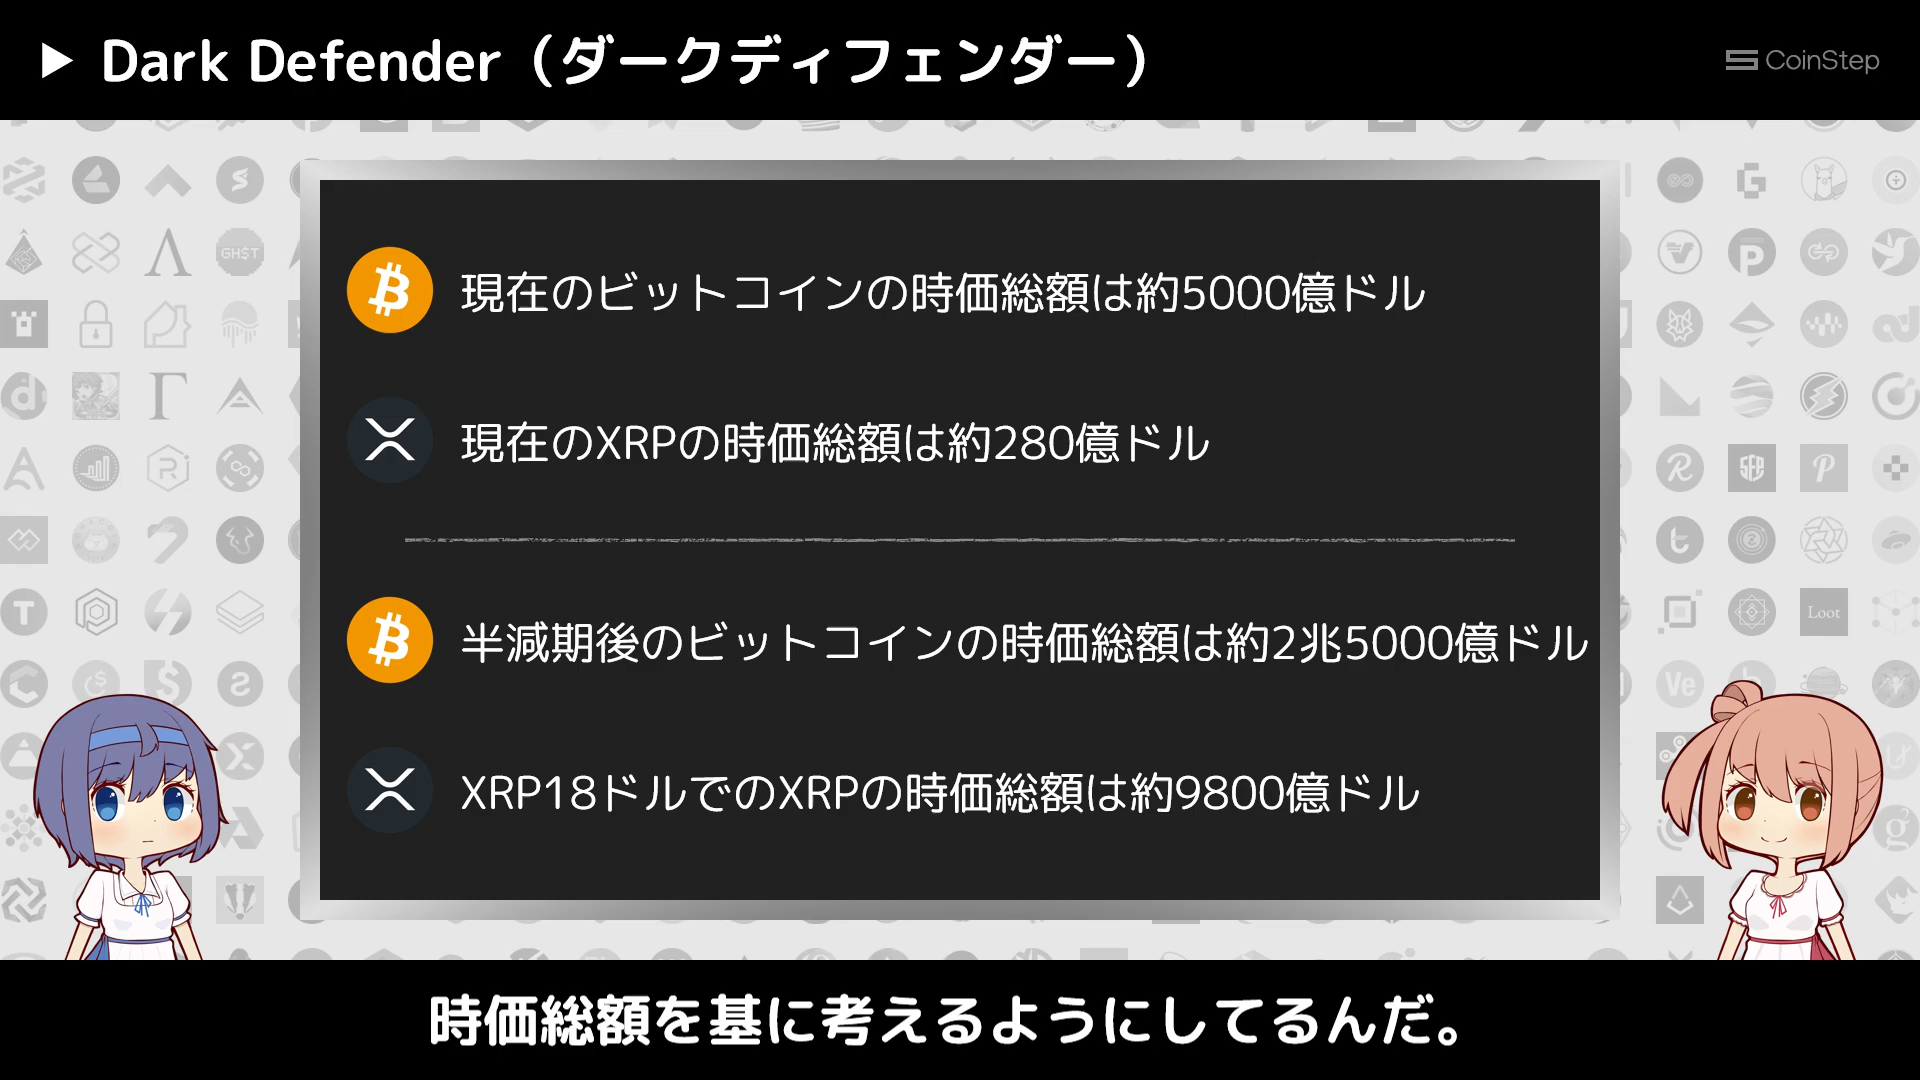 ▶ Dark Defender（ダークディフェンダー）
CoinStep
現在のビットコインの時価総額は約5000億ドル
現在のXRPの時価総額は約280億ドル
半減期後のビットコインの時価総額は約2兆5000億ドル
XRP18ドルでのXRPの時価総額は約9800億ドル
GH$T
SFP
Loot
Ve
時価総額を基に考えるようにしてるんだ。